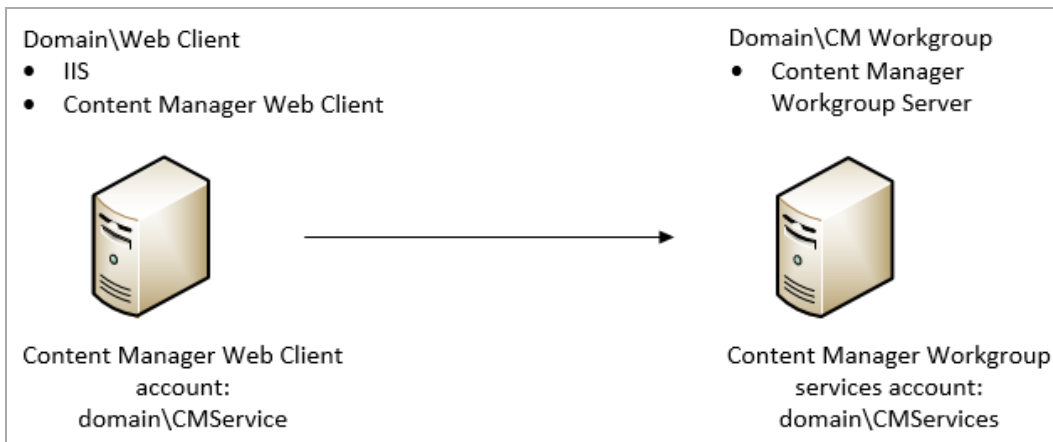 Domain\Web Client
• IIS
• Content Manager Web Client
Domain\CM Workgroup
• Content Manager
Workgroup Server
Content Manager Web Client
account:
domain\CMService
Content Manager Workgroup
services account:
domain\CMServices